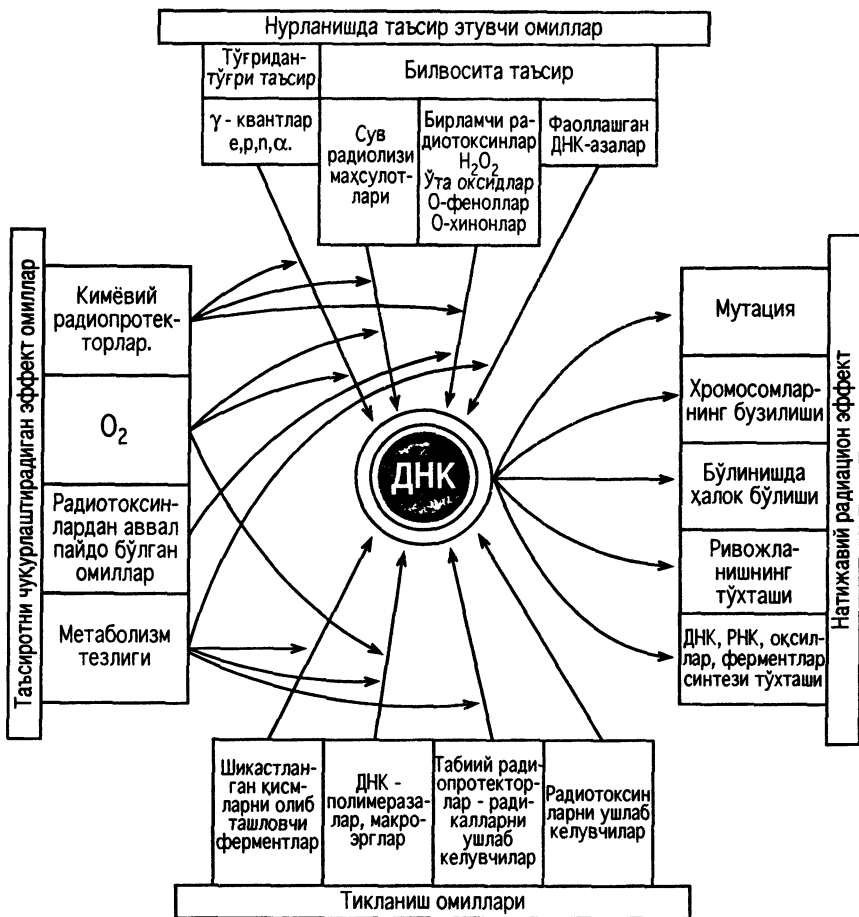 Нурланишда таъсир этувчи омиллар
Тўғридан-
тўғри таъсир
Билвосита таъсир
γ - квантлар
e,p,n,α.
Сув
радиолизи
маҳсулот-
лари
Бирламчи ра-
диотоксинлар
H₂O₂
Ўта оксидлар
О-феноллар
О-хинонлар
Фаоллашган
ДНК-азалар
Таъсиротни чуқурлаштирадиган эффект омиллар
Кимёвий
радиопротек-
торлар.
O₂
Радиотоксин-
лардан аввал
пайдо бўлган
омиллар
Метаболизм
тезлиги
ДНК
Мутация
Хромосомлар-
нинг бузилиши
Бўлинишда
ҳалок бўлиши
Ривожла-
нишнинг
тўхташи
ДНК, РНК, оқсил-
лар, ферментлар
синтези тўхташи
Натижавий радиацион эффект
Шикастлан-
ган қисм-
ларни олиб
ташловчи
ферментлар
ДНК -
полимераза-
лар, макро-
эрглар
Табиий ради-
опротектор-
лар - ради-
калларни
ушлаб
келувчилар
Радиотоксин
ларни ушлаб
келувчилар
Тикланиш омиллари